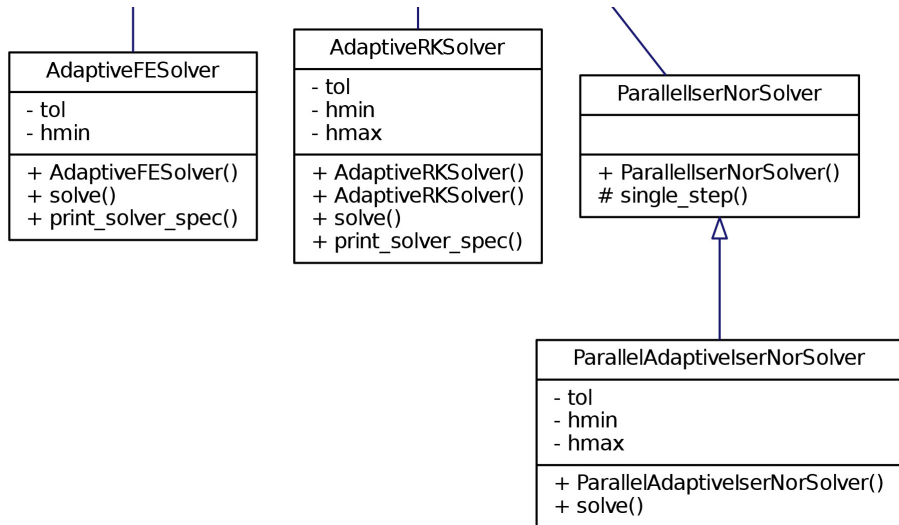 AdaptiveFESolver
- tol
- hmin
+ AdaptiveFESolver()
+ solve()
+ print_solver_spec()
AdaptiveRKSolver
- tol
- hmin
- hmax
+ AdaptiveRKSolver()
+ AdaptiveRKSolver()
+ solve()
+ print_solver_spec()
ParallelIserNorSolver
+ ParallelIserNorSolver()
# single_step()
ParallelAdaptiveIserNorSolver
- tol
- hmin
- hmax
+ ParallelAdaptiveIserNorSolver()
+ solve()